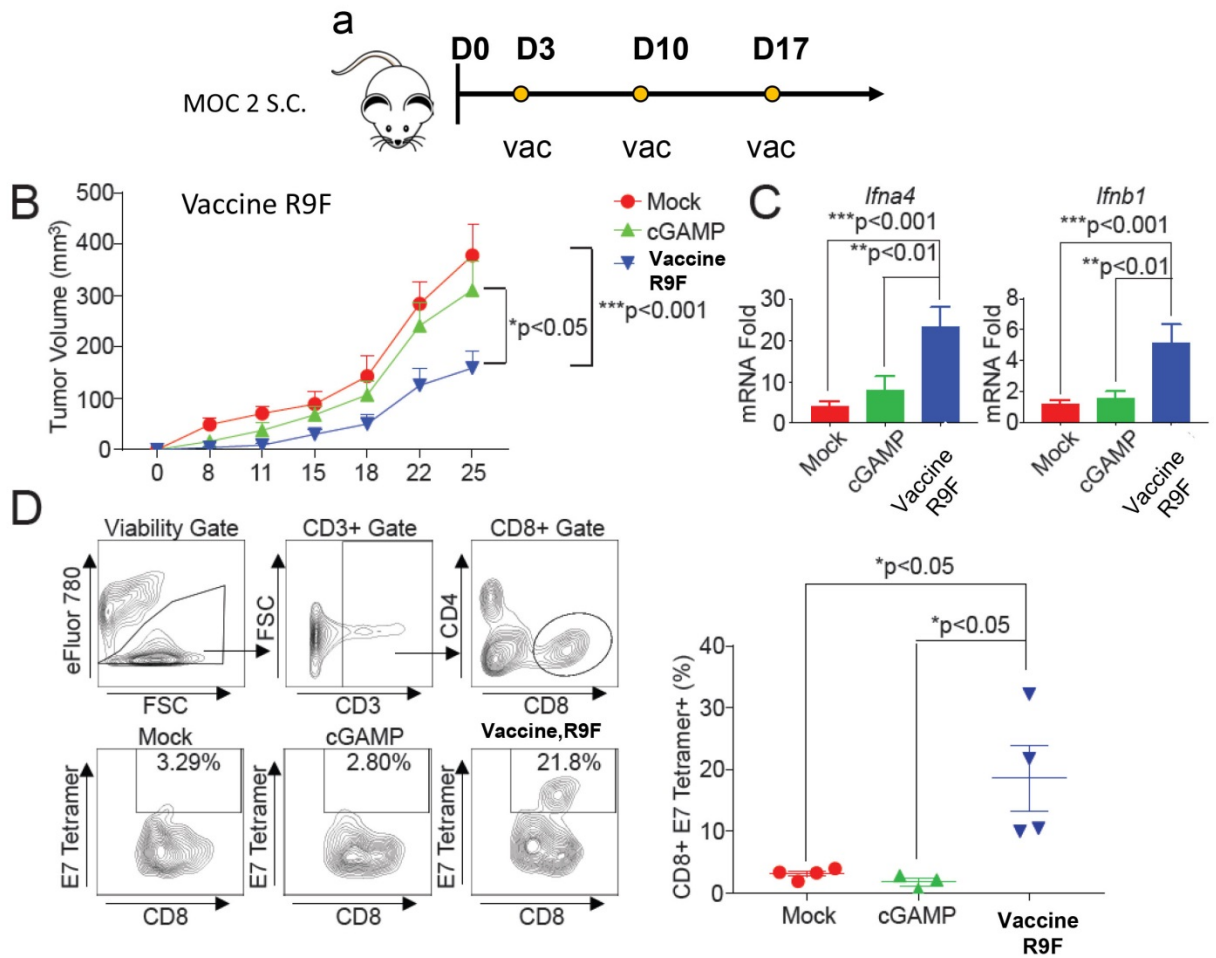 a
D0 D3 D10 D17
MOC 2 S.C.
vac vac vac
B
Vaccine R9F
Tumor Volume (mm³)
500
400
300
200
100
0
0 8 11 15 18 22 25
Mock
cGAMP
Vaccine
R9F
*p<0.05
***p<0.001
C
Ifna4
***p<0.001
**p<0.01
mRNA Fold
30
20
10
0
Mock
cGAMP
Vaccine
R9F
Ifnb1
***p<0.001
**p<0.01
mRNA Fold
8
6
4
2
0
Mock
cGAMP
Vaccine
R9F
D
Viability Gate
eFluor 780
FSC
CD3+ Gate
FSC
CD3
CD8+ Gate
CD4
CD8
Mock
3.29%
E7 Tetramer
CD8
cGAMP
2.80%
E7 Tetramer
CD8
Vaccine,R9F
21.8%
E7 Tetramer
CD8
*p<0.05
*p<0.05
CD8+ E7 Tetramer+ (%)
40
30
20
10
0
Mock
cGAMP
Vaccine
R9F